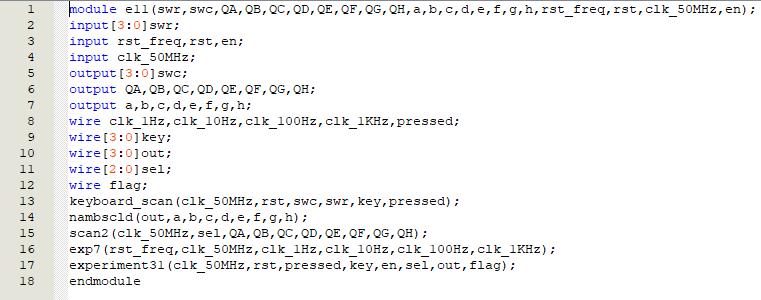 1 module e11(swr,swc,QA,QB,QC,QD,QE,QF,QG,QH,a,b,c,d,e,f,g,h,rst_freq,rst,clk_50MHz,en);
2 input[3:0]swr;
3 input rst_freq,rst,en;
4 input clk_50MHz;
5 output[3:0]swc;
6 output QA,QB,QC,QD,QE,QF,QG,QH;
7 output a,b,c,d,e,f,g,h;
8 wire clk_1Hz,clk_10Hz,clk_100Hz,clk_1KHz,pressed;
9 wire[3:0]key;
10 wire[3:0]out;
11 wire[2:0]sel;
12 wire flag;
13 keyboard_scan(clk_50MHz,rst,swc,swr,key,pressed);
14 nambscld(out,a,b,c,d,e,f,g,h);
15 scan2(clk_50MHz,sel,QA,QB,QC,QD,QE,QF,QG,QH);
16 exp7(rst_freq,clk_50MHz,clk_1Hz,clk_10Hz,clk_100Hz,clk_1KHz);
17 experiment31(clk_50MHz,rst,pressed,key,en,sel,out,flag);
18 endmodule